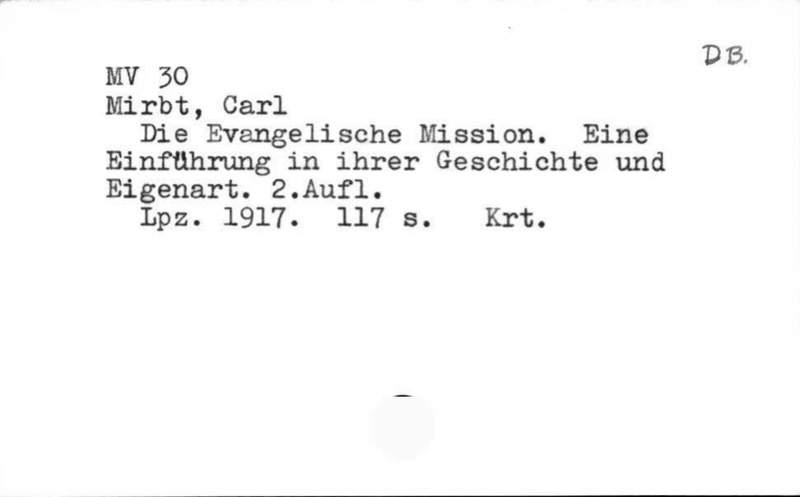 DB.
MV 30
Mirbt, Carl
Die Evangelische Mission. Eine
Einführung in ihrer Geschichte und
Eigenart. 2.Aufl.
Lpz. 1917. 117 s. Krt.